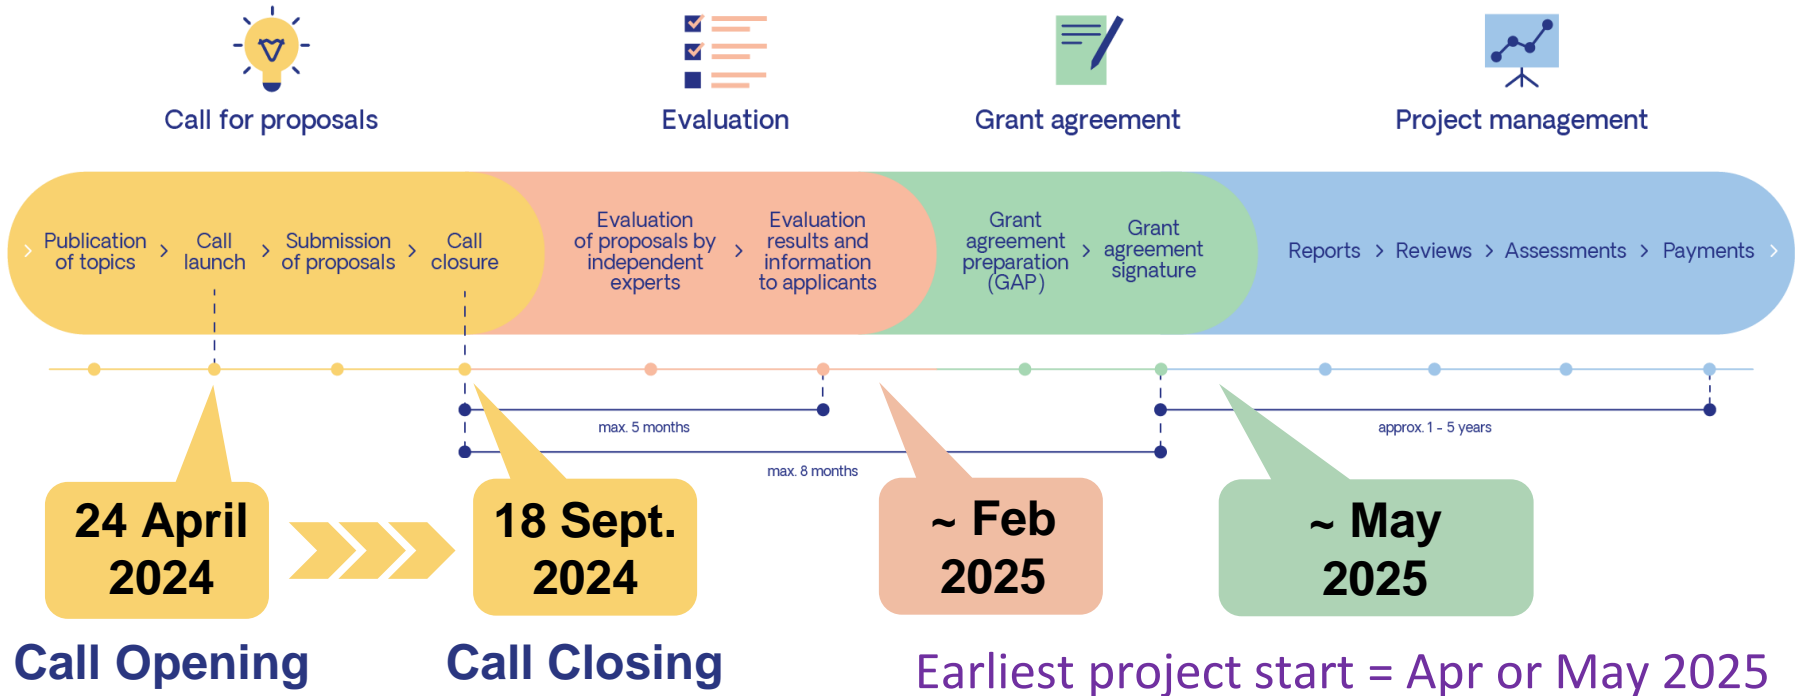 Call for proposals
Evaluation
Grant agreement
Project management
Publication
of topics
Call
launch
Submission
of proposals
Call
closure
Evaluation
of proposals by
independent
experts
Evaluation
results and
information
to applicants
Grant
agreement
preparation
(GAP)
Grant
agreement
signature
Reports
Reviews
Assessments
Payments
max. 5 months
approx. 1 - 5 years
max. 8 months
24 April
2024
18 Sept.
2024
~ Feb
2025
~ May
2025
Call Opening
Call Closing
Earliest project start = Apr or May 2025